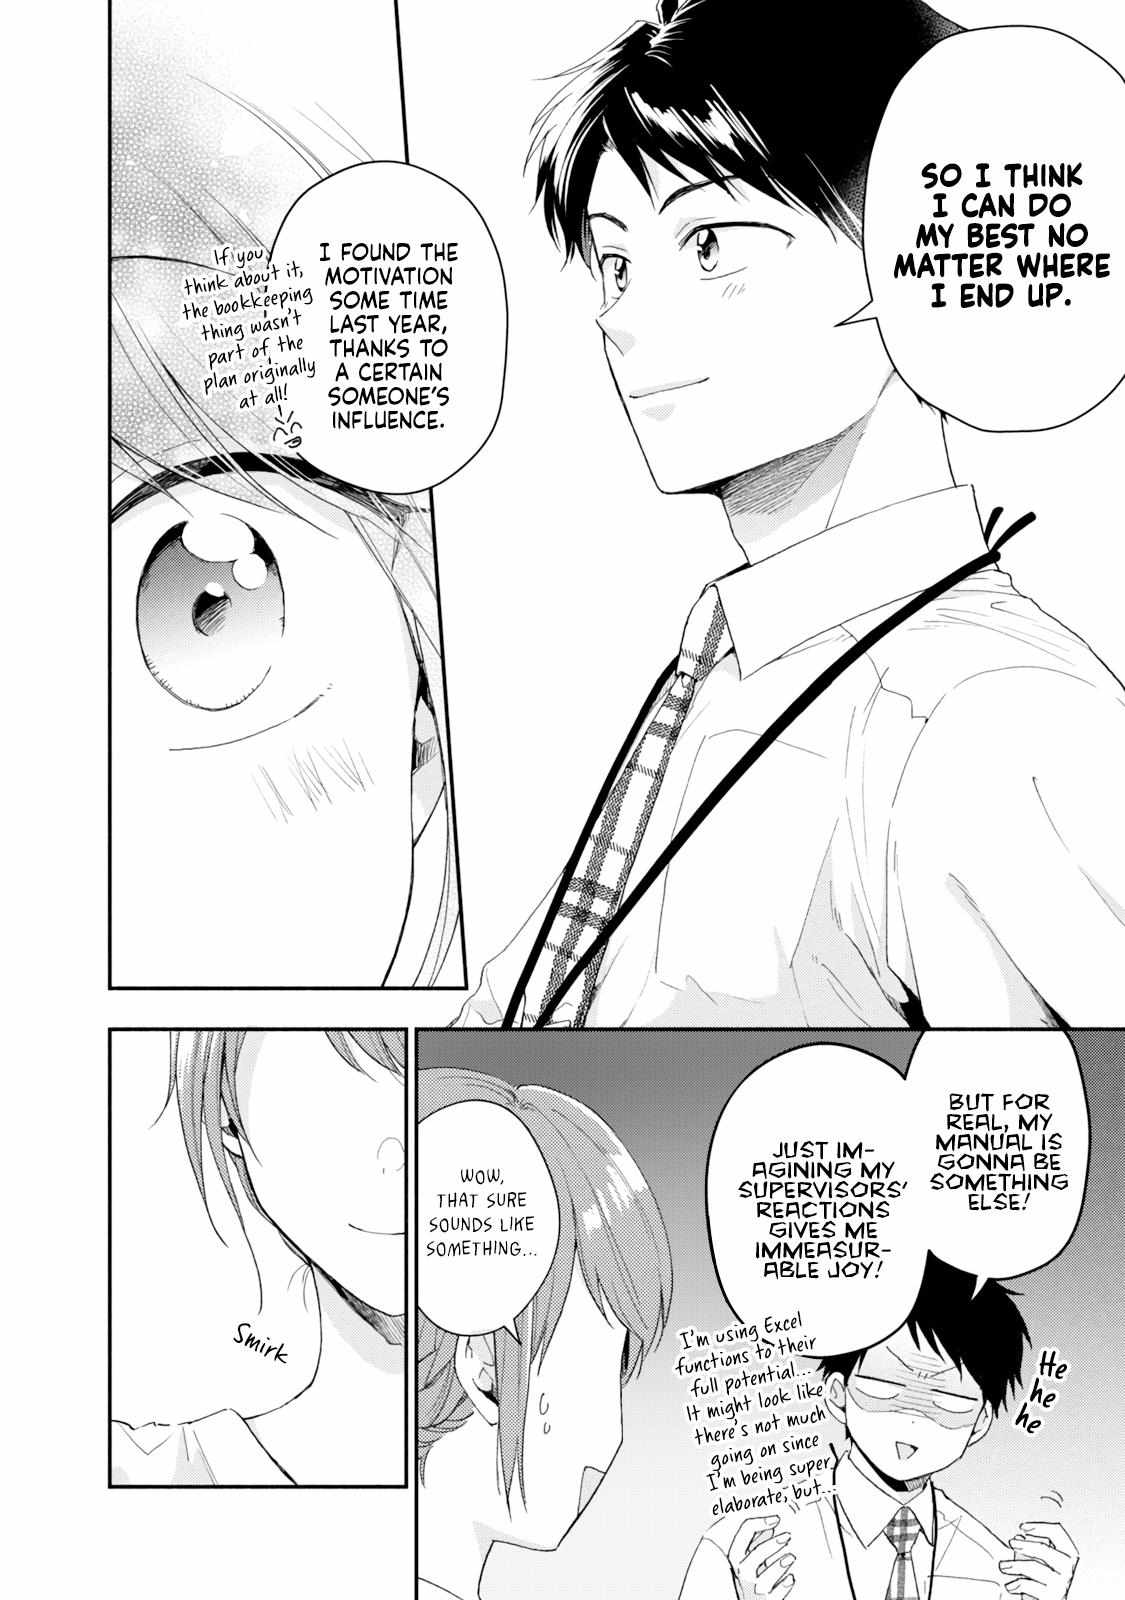 SO I THINK
I CAN DO
MY BEST NO
MATTER WHERE
I END UP.
I FOUND THE
MOTIVATION
SOME TIME
LAST YEAR,
THANKS TO
A CERTAIN
SOMEONE'S
INFLUENCE.
If you
think about it,
the bookkeeping
thing wasn't
part of the
plan originally
at all!
BUT FOR
REAL, MY
MANUAL IS
GONNA BE
SOMETHING
ELSE!
JUST IM-
AGINING MY
SUPERVISORS'
REACTIONS
GIVES ME
IMMEASUR-
ABLE JOY!
He
he
he
I'm using Excel
functions to their
full potential...
It might look like
there's not much
going on since
I'm being super
elaborate, but...
WOW,
THAT SURE
SOUNDS LIKE
SOMETHING...
Smirk